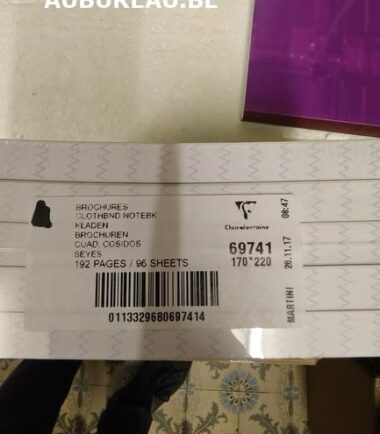 AUBUREAU.BE
BROCHURES
CLOTHBND NOTEBK
KLADEN
BROCHUREN
CUAD. COSIDOS
SEYES
192 PAGES / 96 SHEETS
Clairefontaine
69741
170*220
0113329680697414
MARTINI 28.11.17 08:47